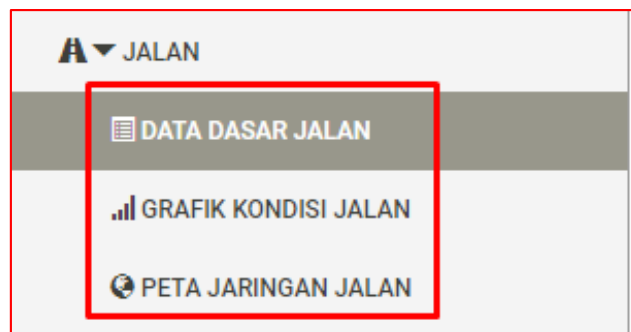 JALAN
DATA DASAR JALAN
GRAFIK KONDISI JALAN
PETA JARINGAN JALAN